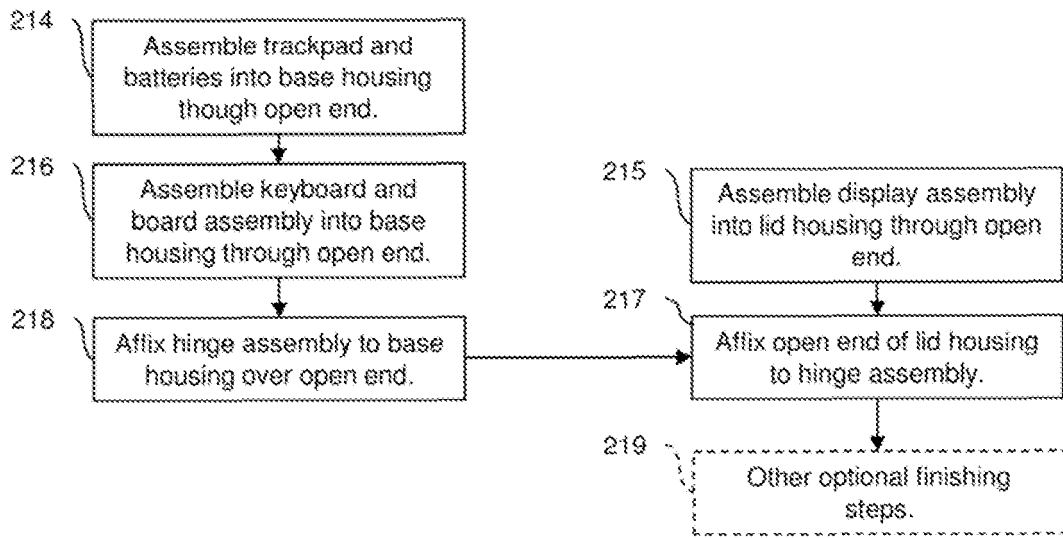 214
Assemble trackpad and
batteries into base housing
though open end.
216
Assemble keyboard and
board assembly into base
housing through open end.
218
Affix hinge assembly to base
housing over open end.
215
Assemble display assembly
into lid housing through open
end.
217
Affix open end of lid housing
to hinge assembly.
219
Other optional finishing
steps.